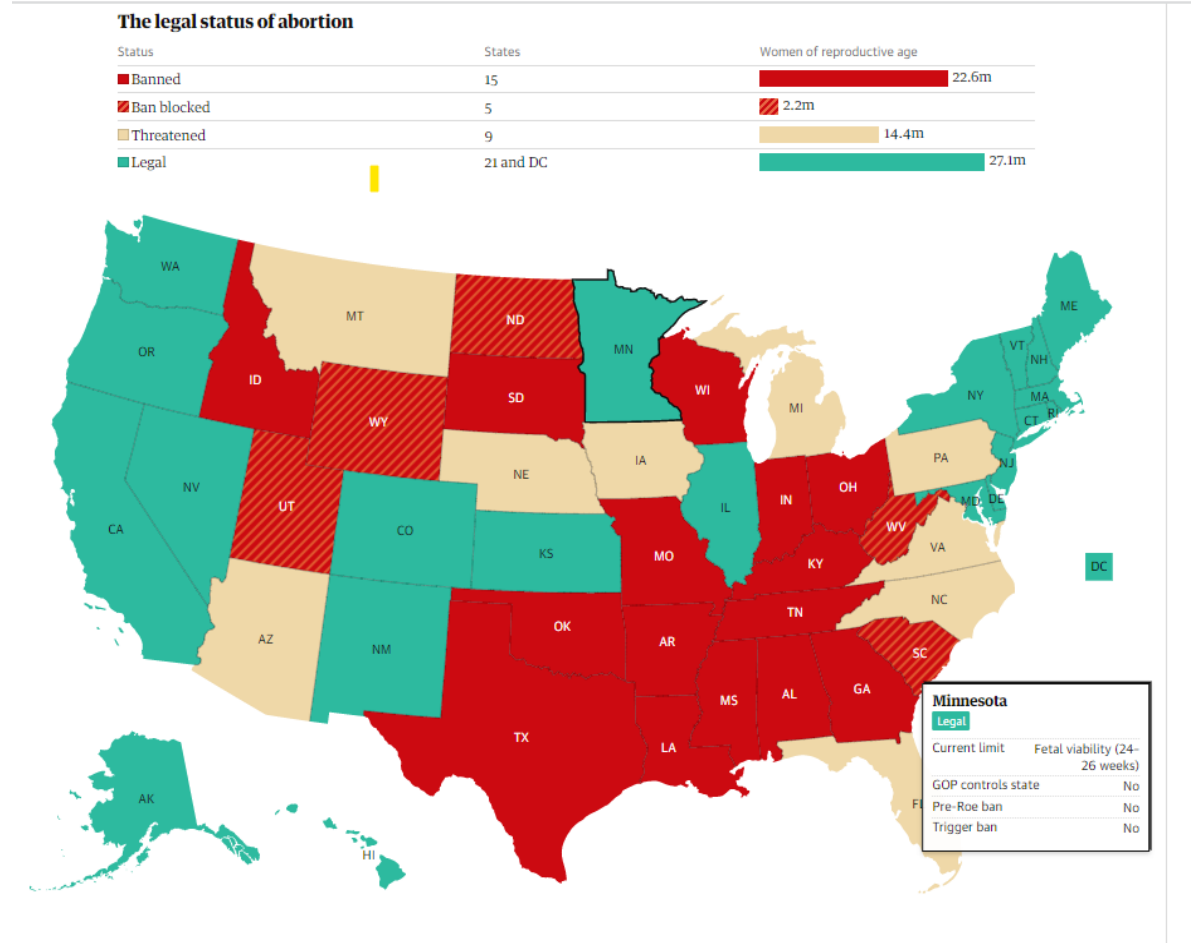 The legal status of abortion
Status States Women of reproductive age
Banned 15 22.6m
Ban blocked 5 2.2m
Threatened 9 14.4m
Legal 21 and DC 27.1m
WA
ME
MT
ND
VT
OR
MN
NH
ID
WI
NY
MA
SD
MI
CT RI
WY
PA
IA
NE
NJ
NV
OH
IN
MD DE
UT
IL
WV
CA
CO
KS
MO
VA
KY
DC
NC
TN
OK
AZ
AR
NM
SC
GA
MS
AL
TX
LA
AK
HI
FL
Minnesota
Legal
Current limit Fetal viability (24–
26 weeks)
GOP controls state No
Pre-Roe ban No
Trigger ban No